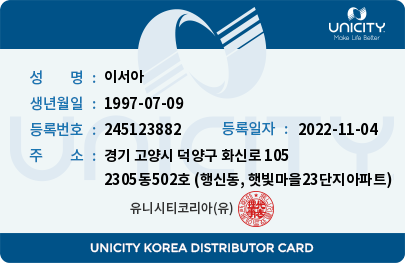 UNICITY
Make Life Better
성 명 : 이서아
생년월일 : 1997-07-09
등록번호 : 245123882 등록일자 : 2022-11-04
주 소 : 경기 고양시 덕양구 화신로 105
2305동502호 (행신동, 햇빛마을23단지아파트)
유니시티코리아(유)
UNICITY
UNICITY KOREA DISTRIBUTOR CARD